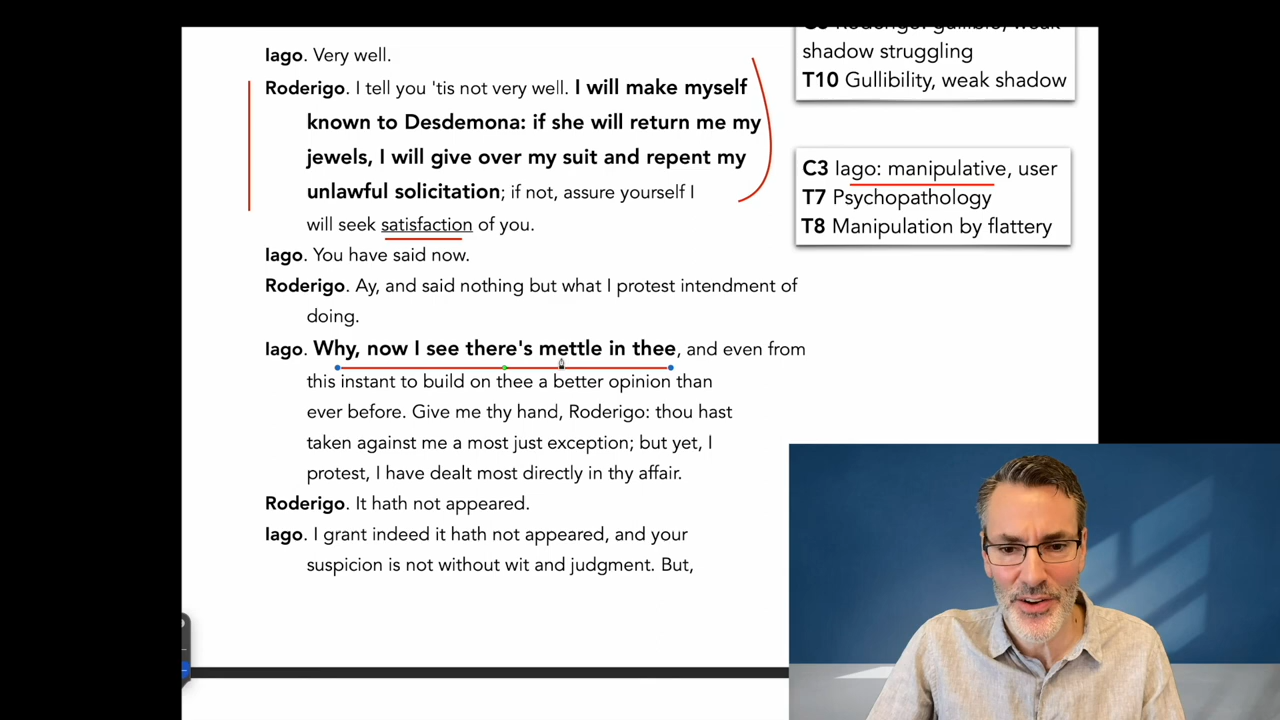 Iago. Very well.
Roderigo. I tell you 'tis not very well. I will make myself
known to Desdemona: if she will return me my
jewels, I will give over my suit and repent my
unlawful solicitation; if not, assure yourself I
will seek satisfaction of you.
Iago. You have said now.
Roderigo. Ay, and said nothing but what I protest intendment of
doing.
Iago. Why, now I see there's mettle in thee, and even from
this instant to build on thee a better opinion than
ever before. Give me thy hand, Roderigo: thou hast
taken against me a most just exception; but yet, I
protest, I have dealt most directly in thy affair.
Roderigo. It hath not appeared.
Iago. I grant indeed it hath not appeared, and your
suspicion is not without wit and judgment. But,
shadow struggling
T10 Gullibility, weak shadow
C3 Iago: manipulative, user
T7 Psychopathology
T8 Manipulation by flattery